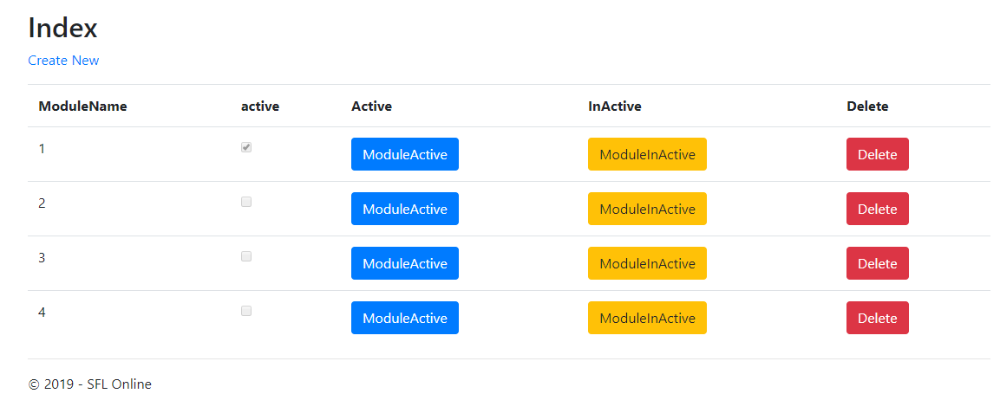 Index
Create New
ModuleName active Active InActive Delete
1 ModuleActive ModuleInActive Delete
2 ModuleActive ModuleInActive Delete
3 ModuleActive ModuleInActive Delete
4 ModuleActive ModuleInActive Delete
© 2019 - SFL Online